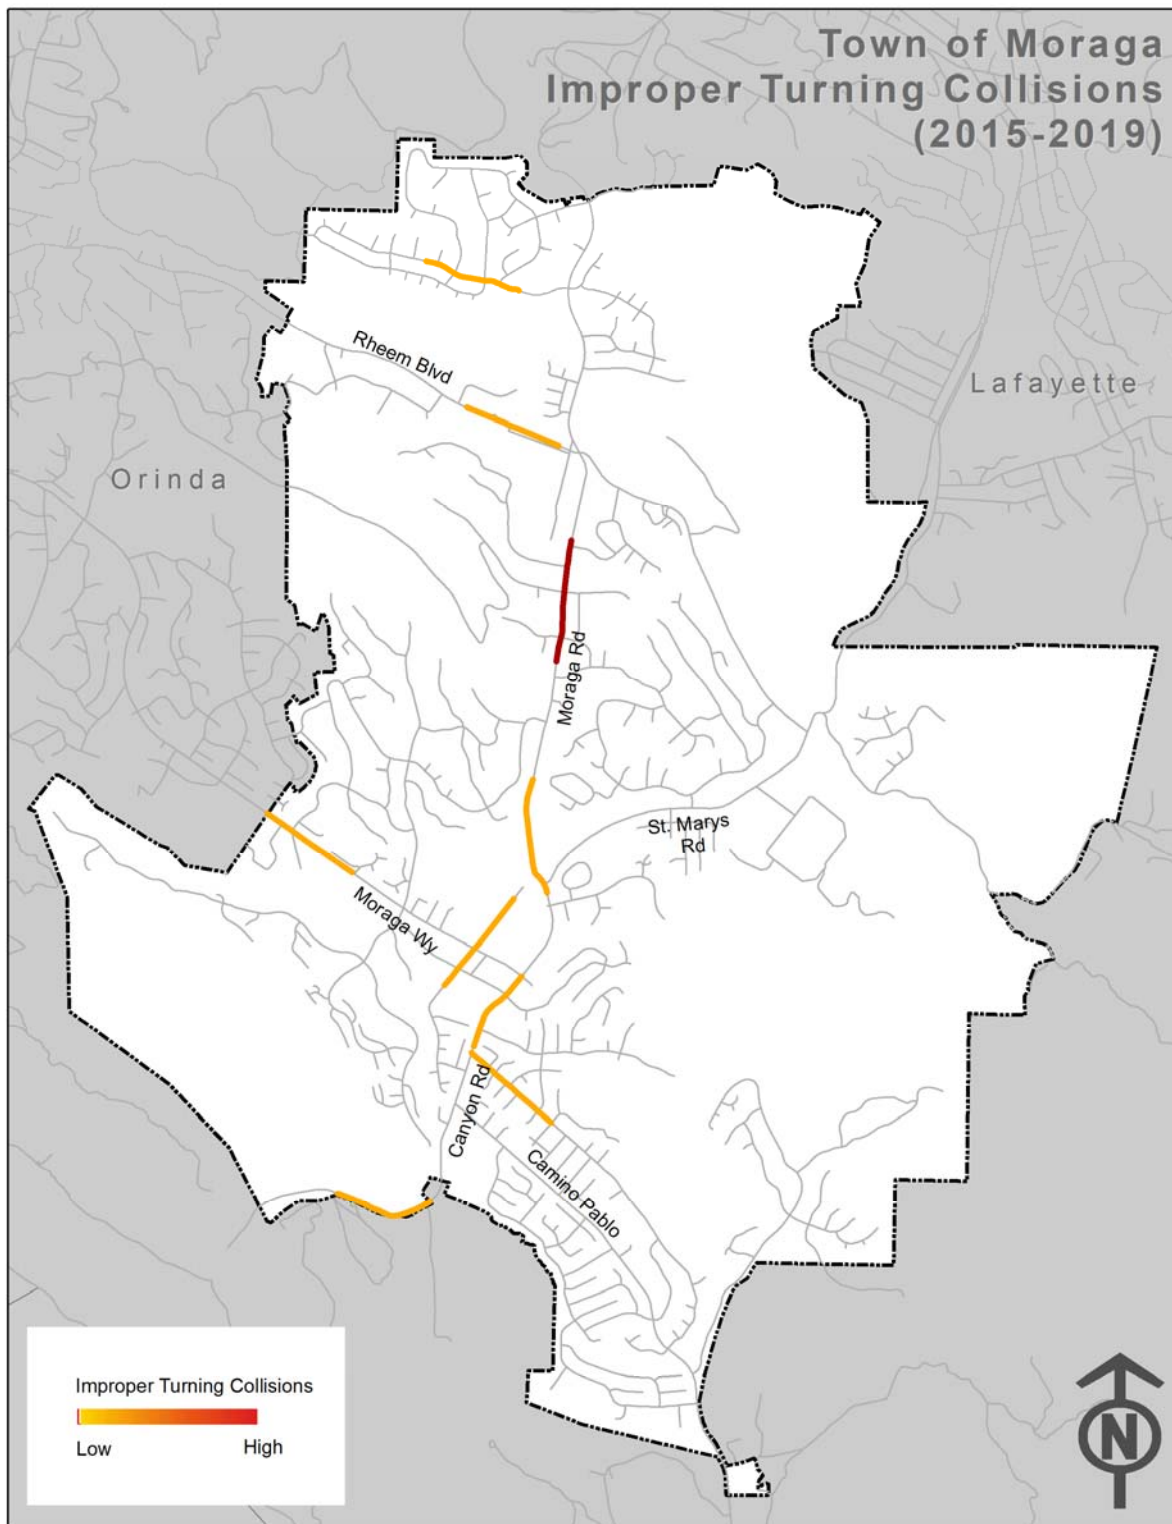 Town of Moraga
Improper Turning Collisions
(2015-2019)
Rheem Blvd
Lafayette
Orinda
Moraga Rd
St. Marys
Rd
Moraga Wy
Canyon Rd
Camino Pablo
Improper Turning Collisions
Low
High
N